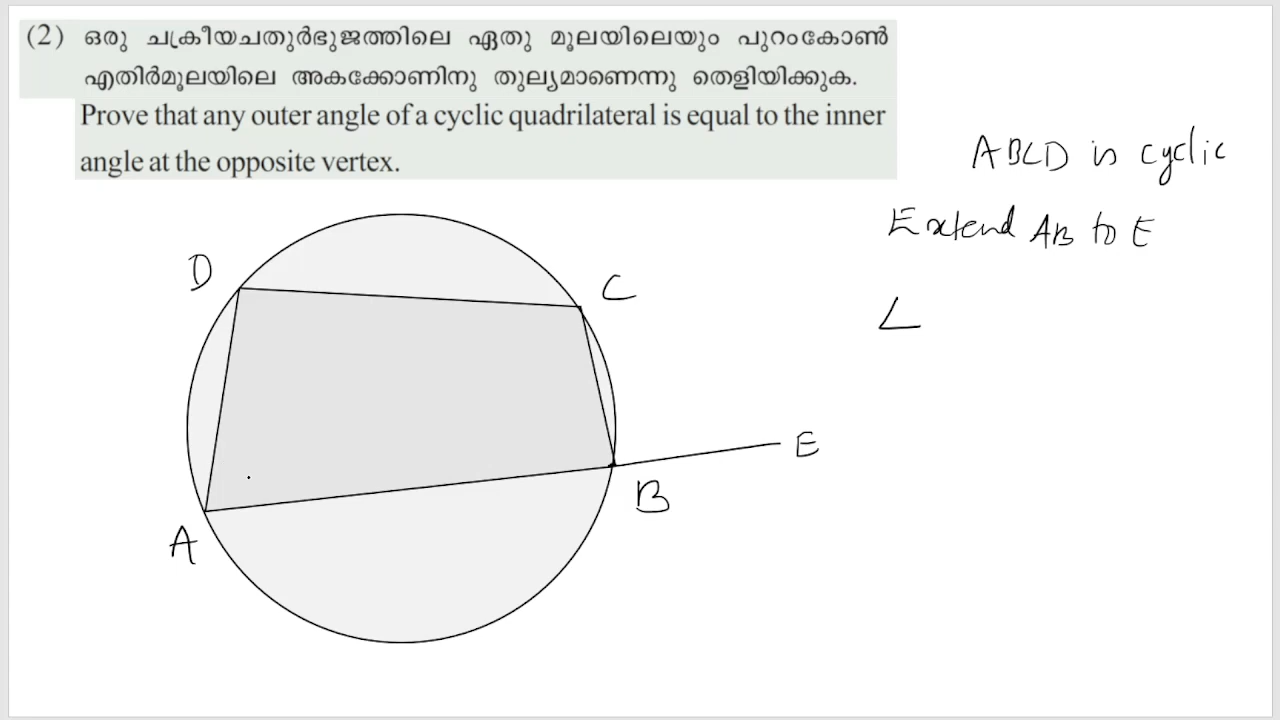 (2) ഒരു ചക്രീയചതുർഭുജത്തിലെ ഏതു മൂലയിലെയും പുറംകോൺ
എതിർമൂലയിലെ അകക്കോണിനു തുല്യമാണെന്നു തെളിയിക്കുക.
Prove that any outer angle of a cyclic quadrilateral is equal to the inner
angle at the opposite vertex.
ABCD is cyclic
Extend AB to E
∠
D
C
E
B
A